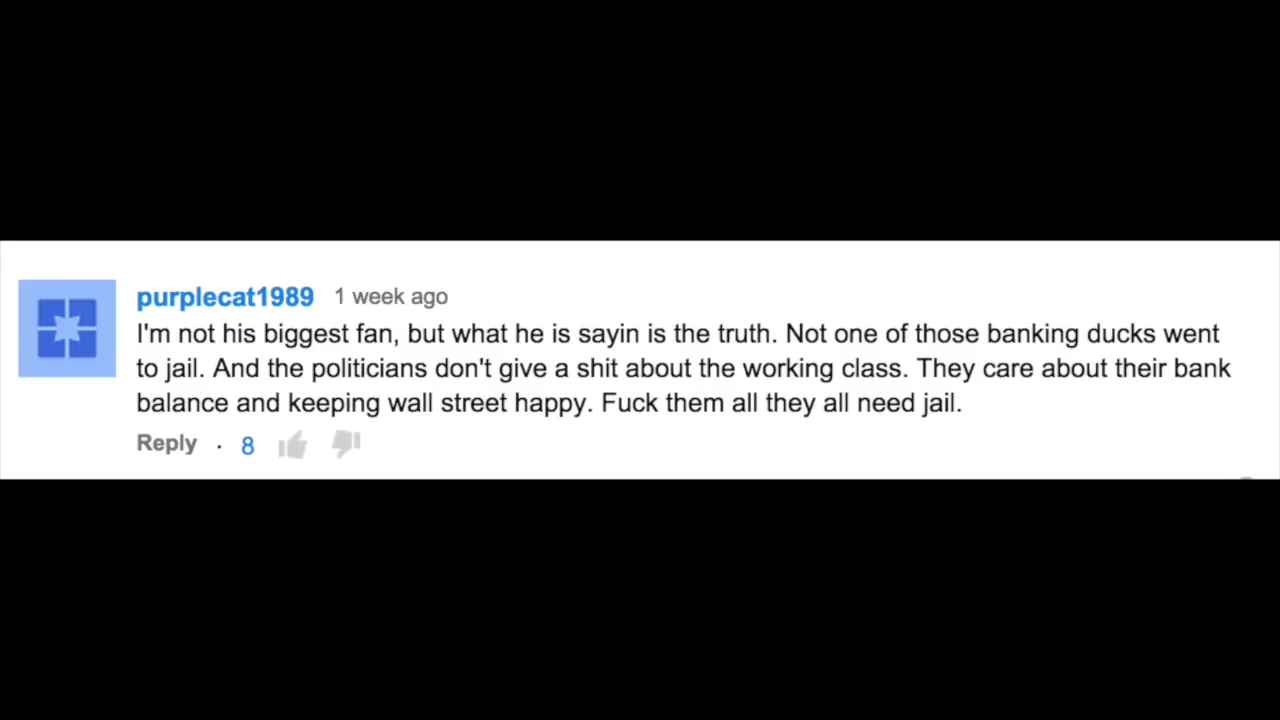 purplecat1989 1 week ago
I'm not his biggest fan, but what he is sayin is the truth. Not one of those banking ducks went
to jail. And the politicians don't give a shit about the working class. They care about their bank
balance and keeping wall street happy. Fuck them all they all need jail.
Reply · 8